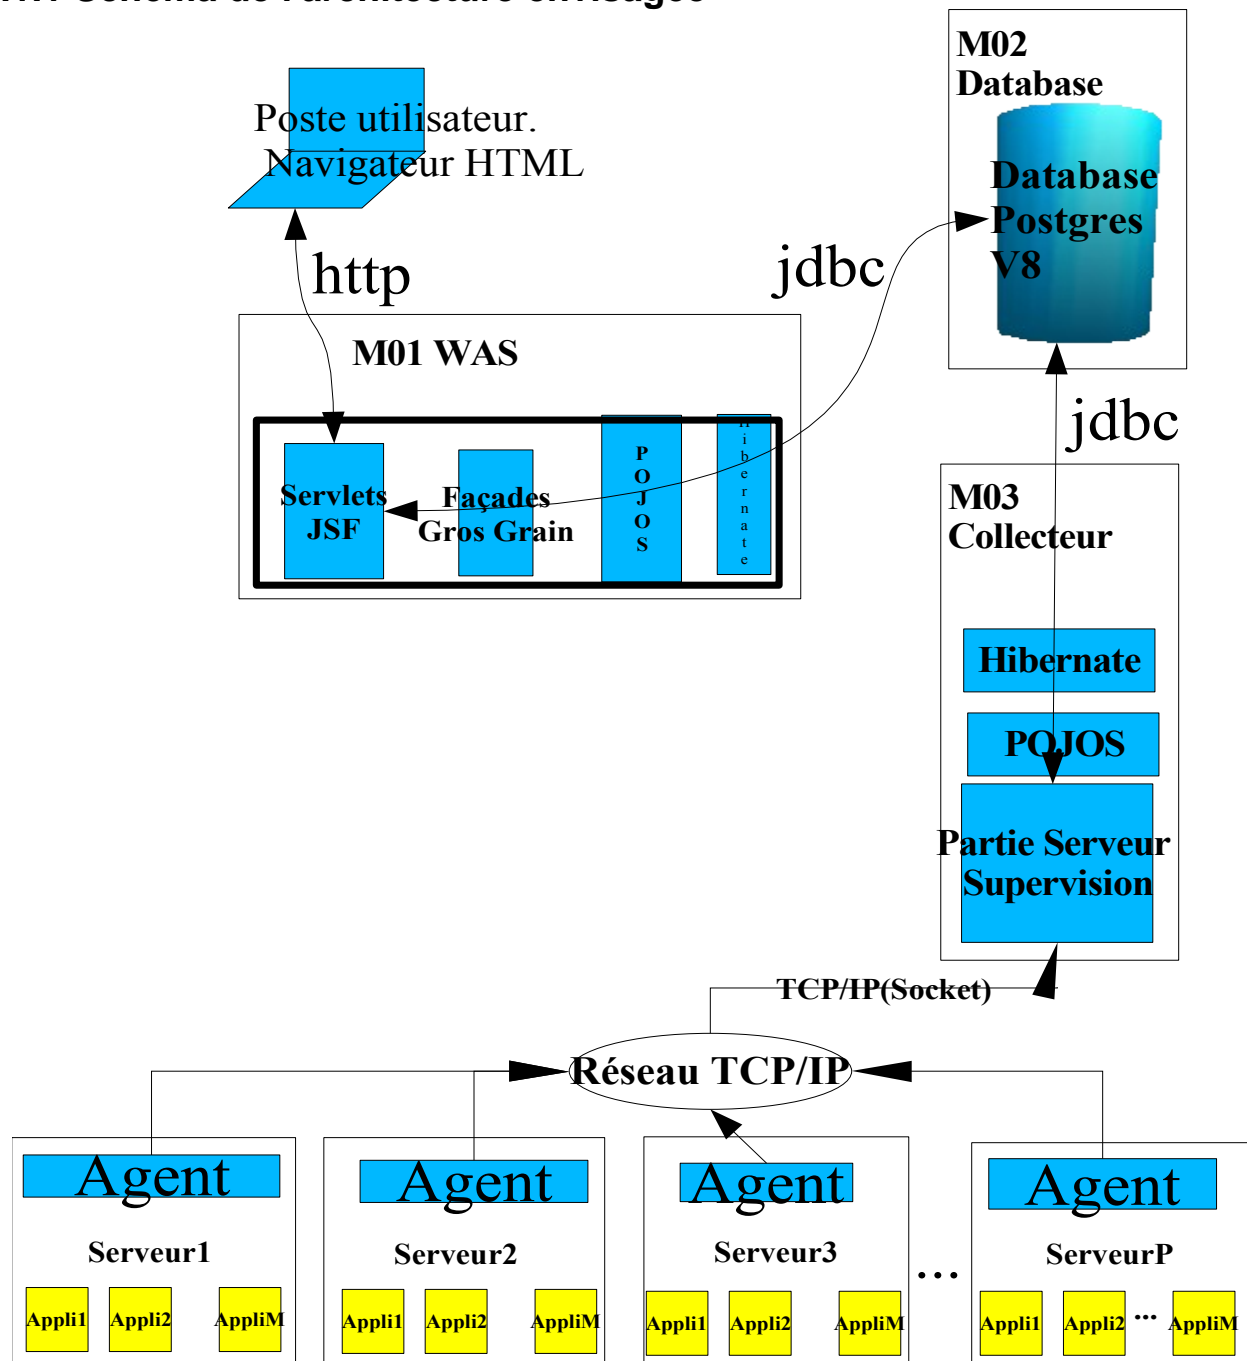 Poste utilisateur.
Navigateur HTML
http
jdbc
M02
Database
Database
Postgres
V8
M01 WAS
Servlets
JSF
Façades
Gros Grain
POJOS
Hibernate
jdbc
M03
Collecteur
Hibernate
POJOS
Partie Serveur
Supervision
TCP/IP(Socket)
Réseau TCP/IP
Agent
Agent
Agent
Agent
Serveur1
Serveur2
Serveur3
...
ServeurP
Appli1 Appli2 AppliM
Appli1 Appli2 AppliM
Appli1 Appli2 AppliM
Appli1 Appli2 ... AppliM